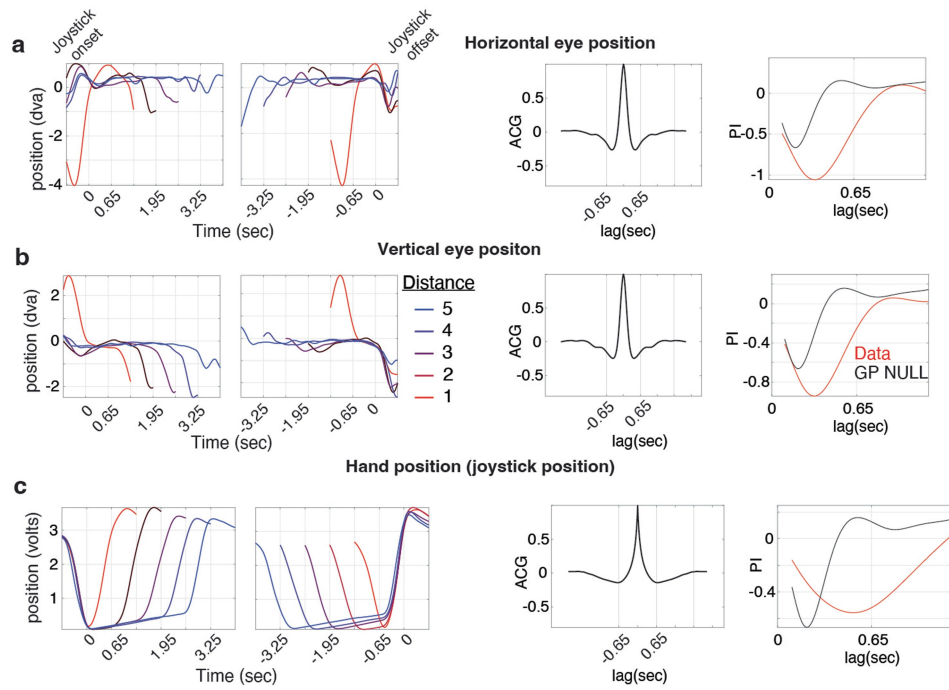 a
Joystick
onset
Joystick
offset
Horizontal eye position
position (dva)
0
-2
-4
0
0.65
1.95
3.25
Time (sec)
-3.25
-1.95
-0.65
0
ACG
0.5
0
-0.5
-0.65
0.65
lag(sec)
PI
0
-0.5
-1
0
0.65
lag(sec)
Vertical eye positon
b
position (dva)
2
0
-2
0
0.65
1.95
3.25
Time (sec)
-3.25
-1.95
-0.65
0
Distance
5
4
3
2
1
ACG
0.5
0
-0.5
-0.65
0.65
lag(sec)
PI
0
-0.4
-0.8
Data
GP NULL
0.65
lag(sec)
Hand position (joystick position)
c
position (volts)
3
2
1
0
0.65
1.95
3.25
Time (sec)
-3.25
-1.95
-0.65
0
ACG
0.5
0
-0.5
-0.65
0.65
lag(sec)
PI
0
-0.4
0.65
lag(sec)